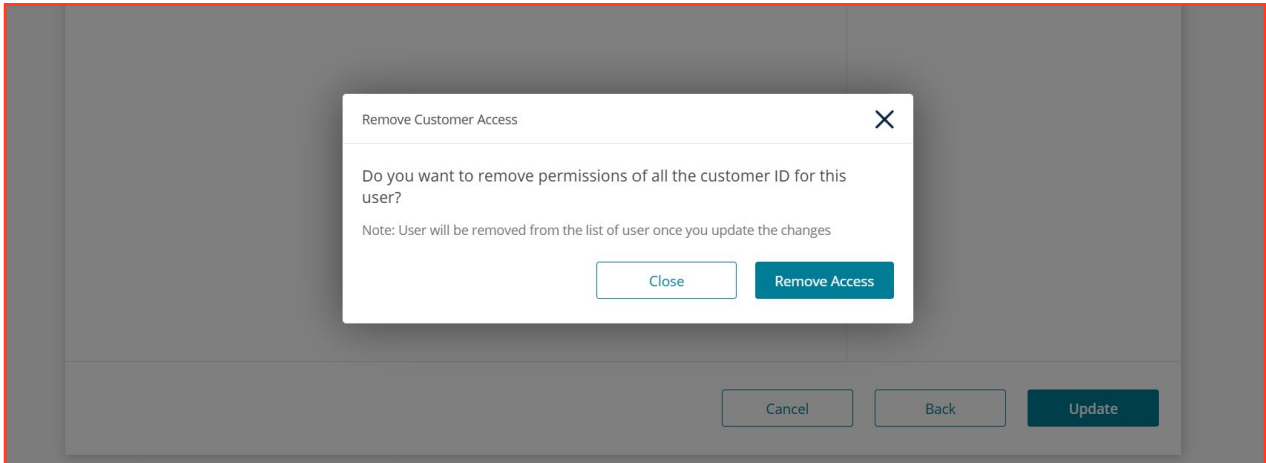 Remove Customer Access
Do you want to remove permissions of all the customer ID for this
user?
Note: User will be removed from the list of user once you update the changes
Close
Remove Access
Cancel
Back
Update